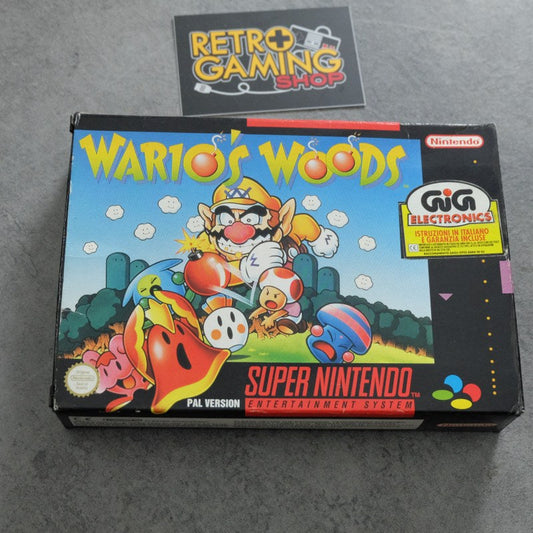 RETRO
GAMING
SHOP
WARIO'S WOODS
Nintendo
GiG
ELECTRONICS
ISTRUZIONI IN ITALIANO
E GARANZIA INCLUSE
PAL VERSION
SUPER NINTENDO
ENTERTAINMENT SYSTEM